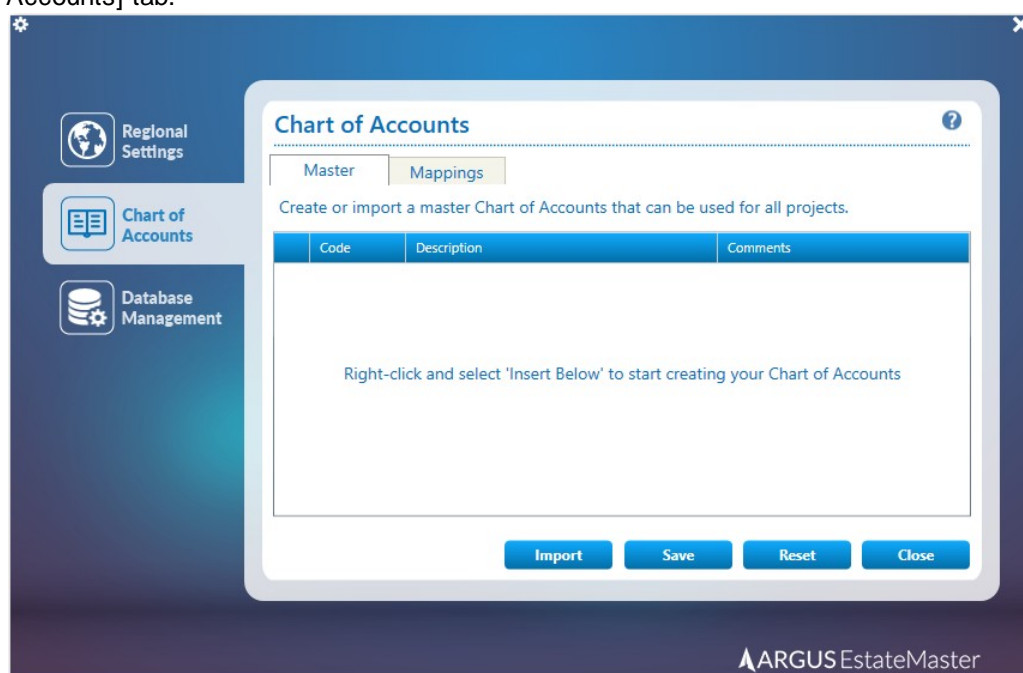 Accounts] tab.
Regional
Settings
Chart of
Accounts
Database
Management
Chart of Accounts
?
Master Mappings
Create or import a master Chart of Accounts that can be used for all projects.
Code Description Comments
Right-click and select 'Insert Below' to start creating your Chart of Accounts
Import Save Reset Close
ARGUS EstateMaster